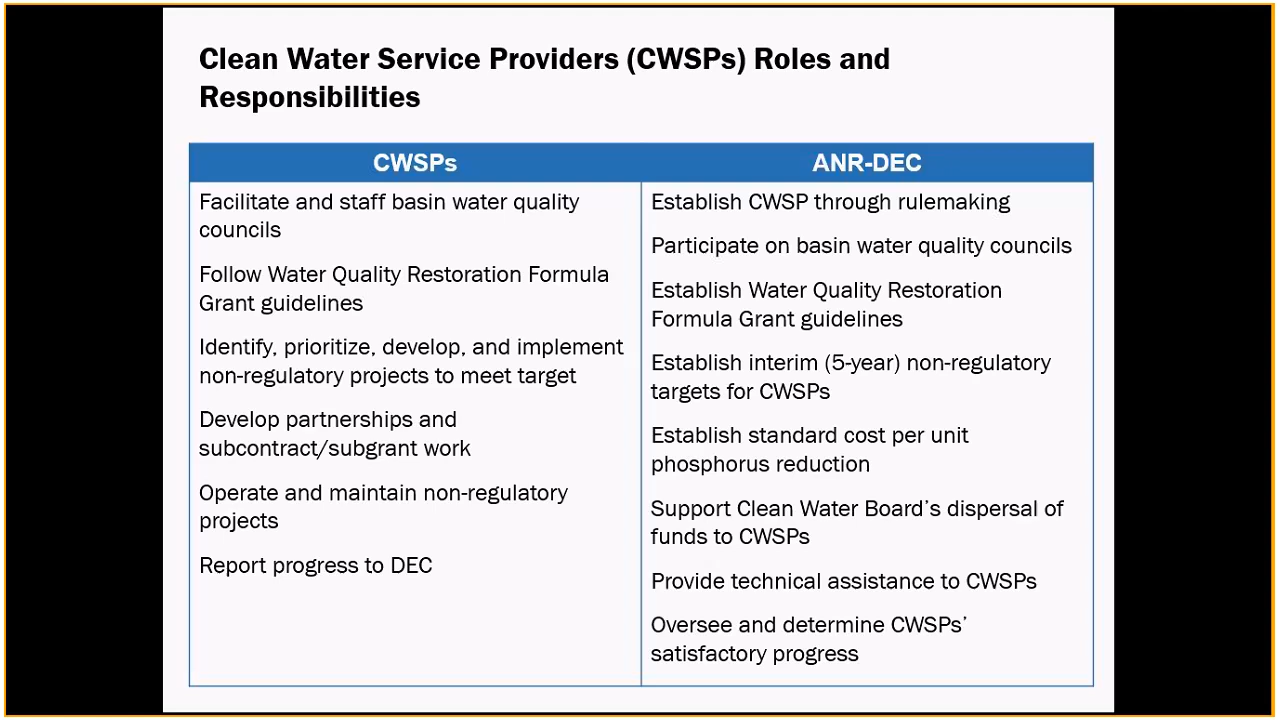 Clean Water Service Providers (CWSPs) Roles and
Responsibilities
CWSPs
Facilitate and staff basin water quality
councils
Follow Water Quality Restoration Formula
Grant guidelines
Identify, prioritize, develop, and implement
non-regulatory projects to meet target
Develop partnerships and
subcontract/subgrant work
Operate and maintain non-regulatory
projects
Report progress to DEC
ANR-DEC
Establish CWSP through rulemaking
Participate on basin water quality councils
Establish Water Quality Restoration
Formula Grant guidelines
Establish interim (5-year) non-regulatory
targets for CWSPs
Establish standard cost per unit
phosphorus reduction
Support Clean Water Board’s dispersal of
funds to CWSPs
Provide technical assistance to CWSPs
Oversee and determine CWSPs’
satisfactory progress